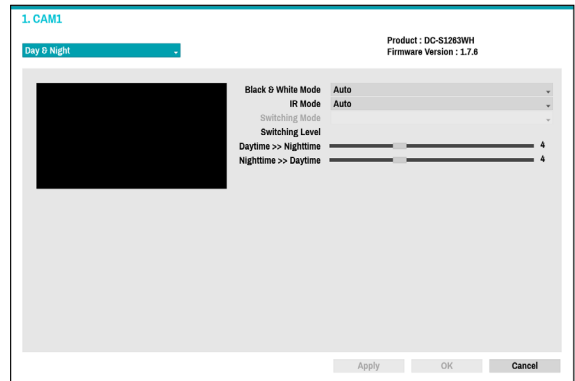 1. CAM1
Day & Night
Product : DC-S1263WH
Firmware Version : 1.7.6
Black & White Mode Auto
IR Mode Auto
Switching Mode
Switching Level
Daytime >> Nighttime 4
Nighttime >> Daytime 4
Apply OK Cancel